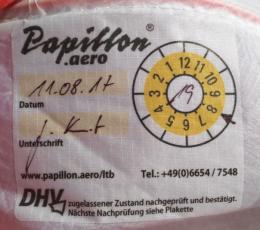 Papillon®
.aero
11.08.17
Datum
Unterschrift
12 11 10 9 8 7 6 5 4 3 2 1
19
www.papillon.aero/ltb
Tel.: +49(0)6654 / 7548
DHV zugelassener Zustand nachgeprüft und bestätigt.
Nächste Nachprüfung siehe Plakette